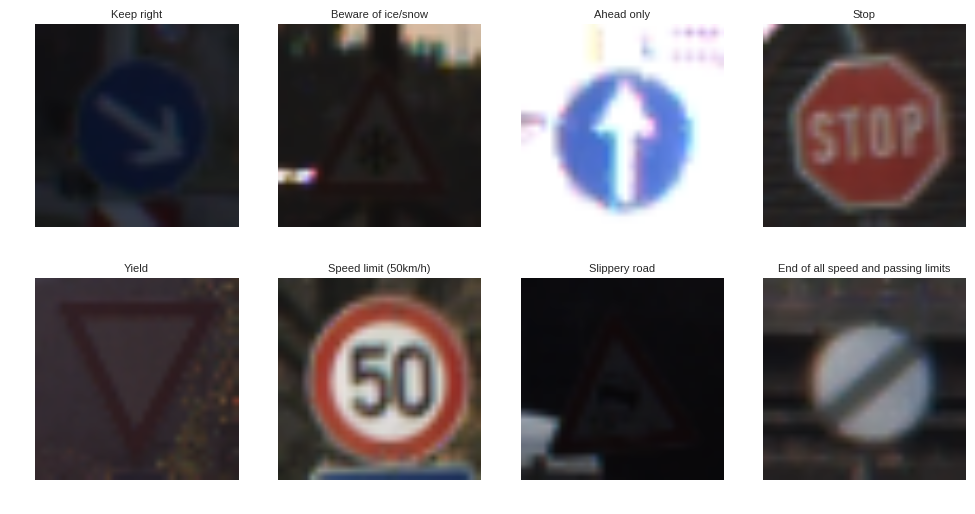 Keep right
Beware of ice/snow
Ahead only
Stop
STOP
Yield
Speed limit (50km/h)
Slippery road
End of all speed and passing limits
50